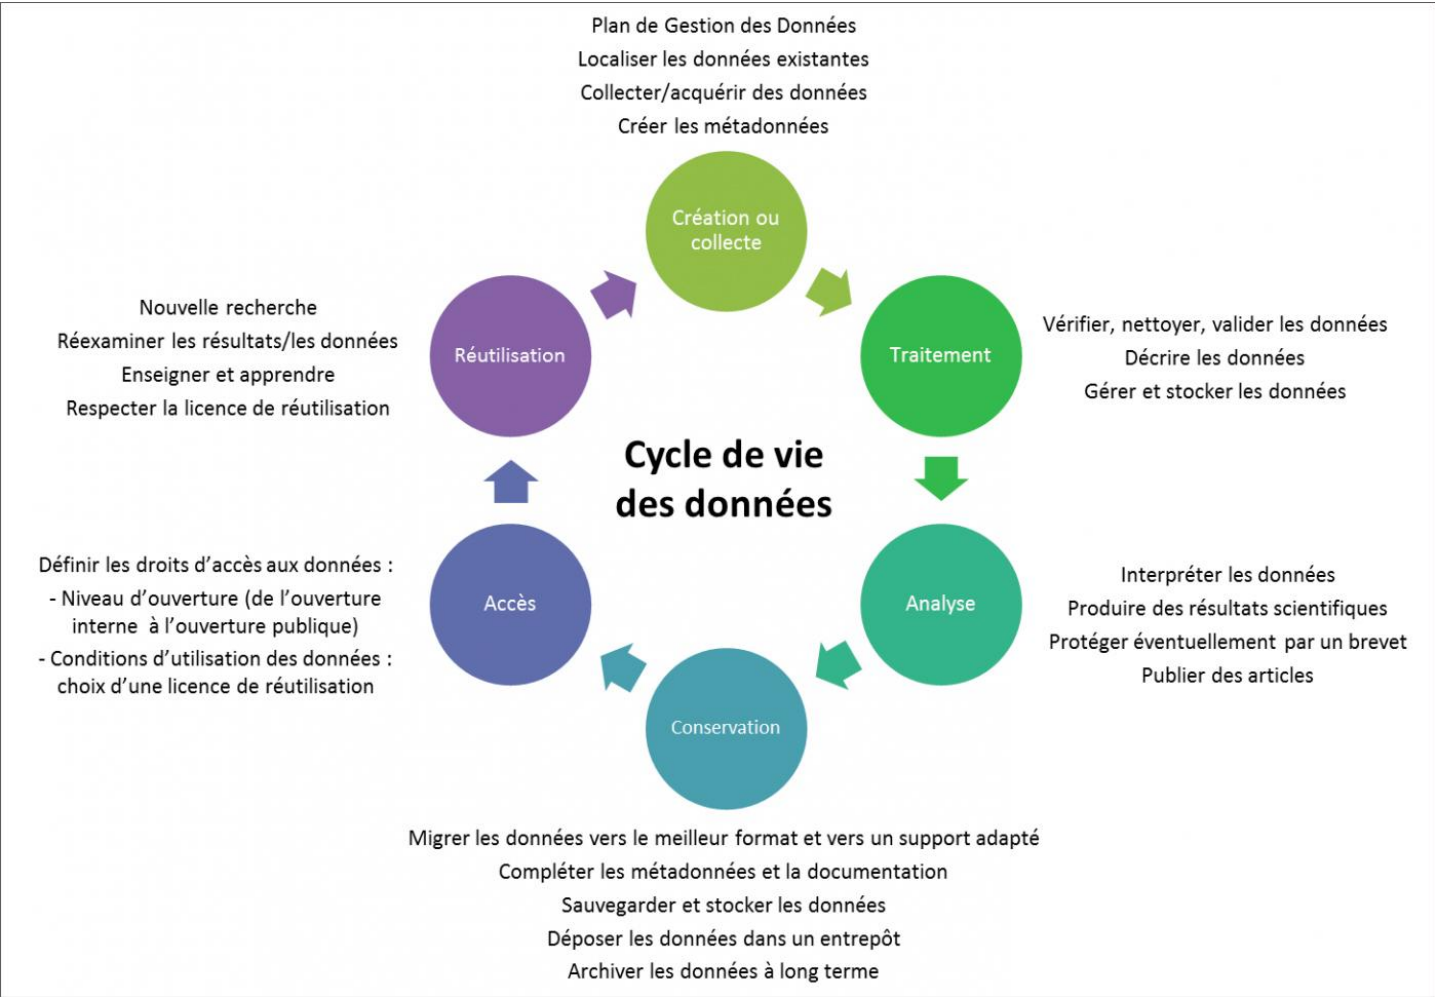 Plan de Gestion des Données
Localiser les données existantes
Collecter/acquérir des données
Créer les métadonnées
Création ou
collecte
Traitement
Vérifier, nettoyer, valider les données
Décrire les données
Gérer et stocker les données
Analyse
Interpréter les données
Produire des résultats scientifiques
Protéger éventuellement par un brevet
Publier des articles
Conservation
Migrer les données vers le meilleur format et vers un support adapté
Compléter les métadonnées et la documentation
Sauvegarder et stocker les données
Déposer les données dans un entrepôt
Archiver les données à long terme
Accès
Définir les droits d’accès aux données :
- Niveau d’ouverture (de l’ouverture
interne à l’ouverture publique)
- Conditions d’utilisation des données :
choix d’une licence de réutilisation
Réutilisation
Nouvelle recherche
Réexaminer les résultats/les données
Enseigner et apprendre
Respecter la licence de réutilisation
Cycle de vie
des données